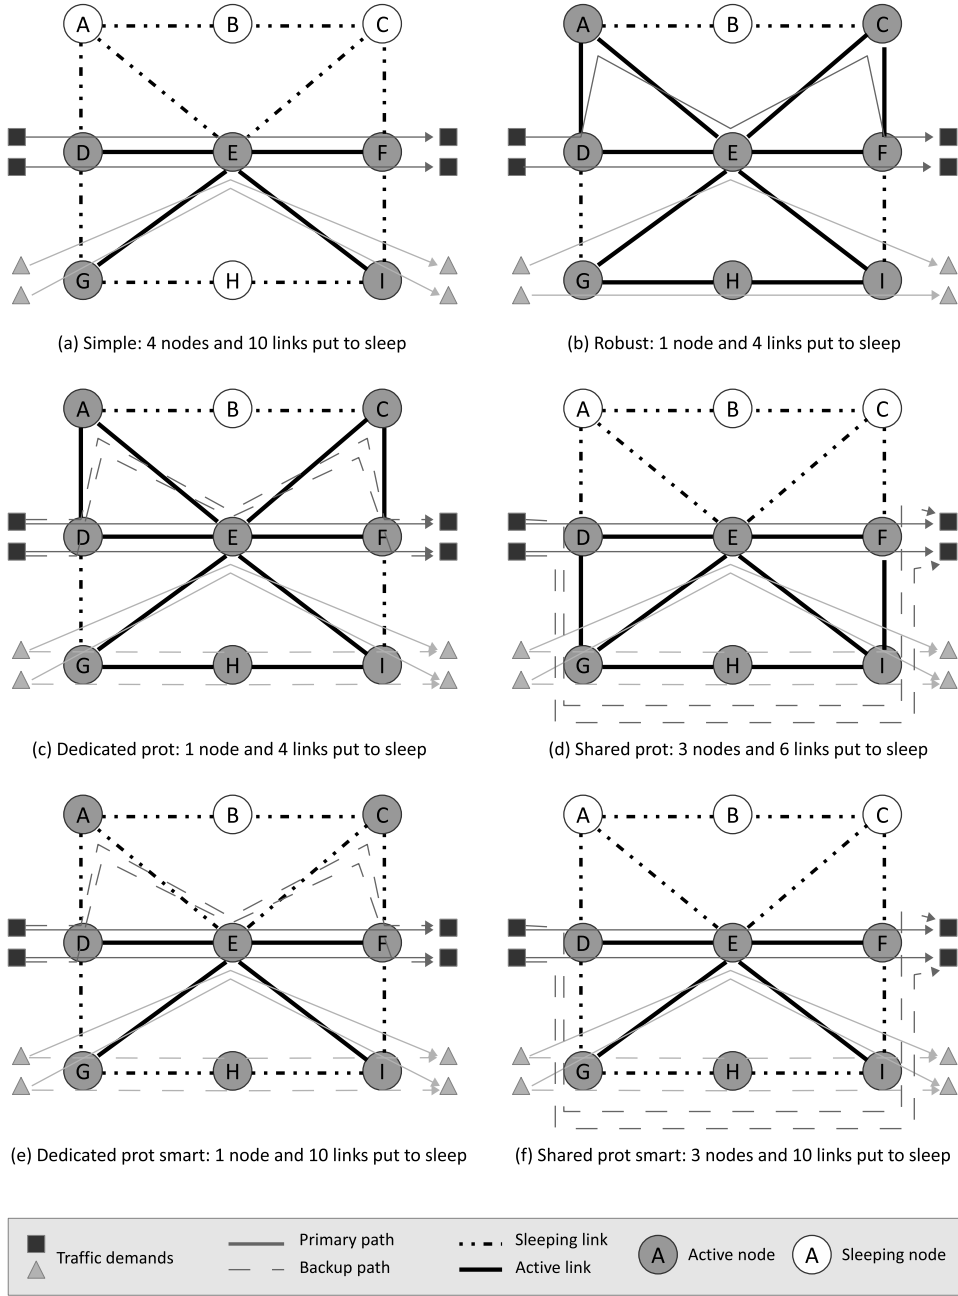 A B C A B C
D E F D E F
G H I G H I
(a) Simple: 4 nodes and 10 links put to sleep
(b) Robust: 1 node and 4 links put to sleep
A B C A B C
D E F D E F
G H I G H I
(c) Dedicated prot: 1 node and 4 links put to sleep
(d) Shared prot: 3 nodes and 6 links put to sleep
A B C A B C
D E F D E F
G H I G H I
(e) Dedicated prot smart: 1 node and 10 links put to sleep
(f) Shared prot smart: 3 nodes and 10 links put to sleep
Traffic demands
Primary path
Backup path
Sleeping link
Active link
A Active node
A Sleeping node